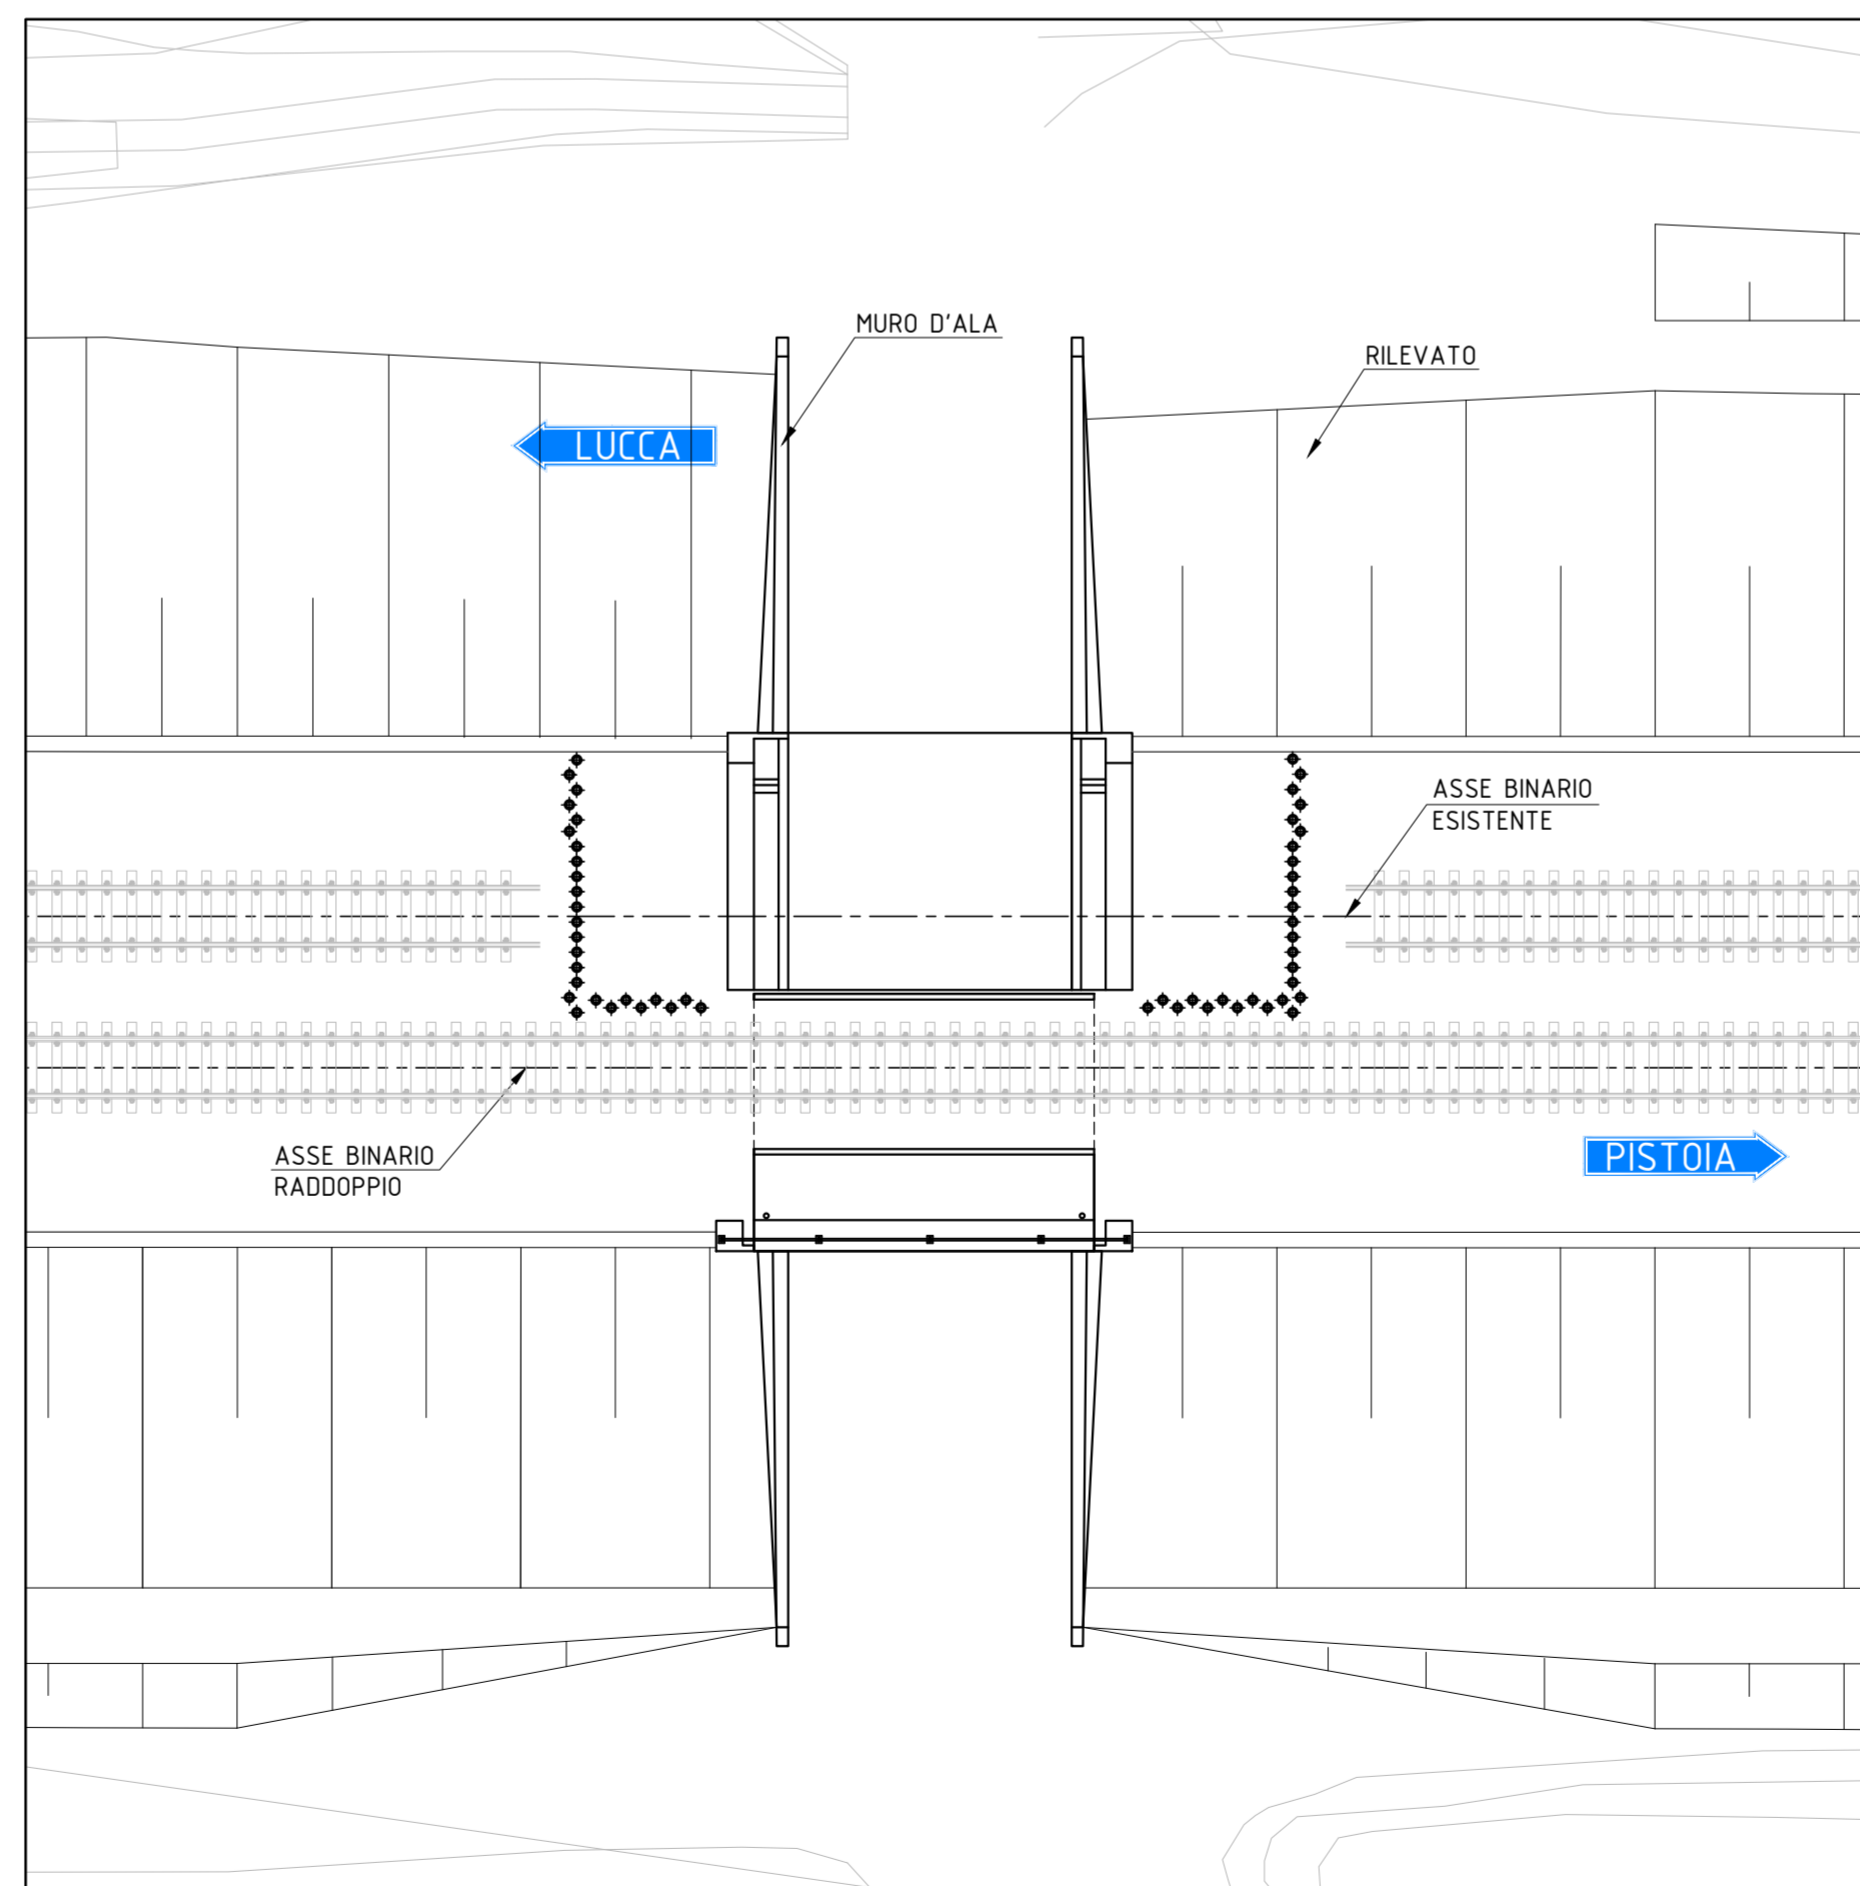 MURO D'ALA
RILEVATO
LUCCA
ASSE BINARIO
ESISTENTE
ASSE BINARIO
RADDOPPIO
PISTOIA